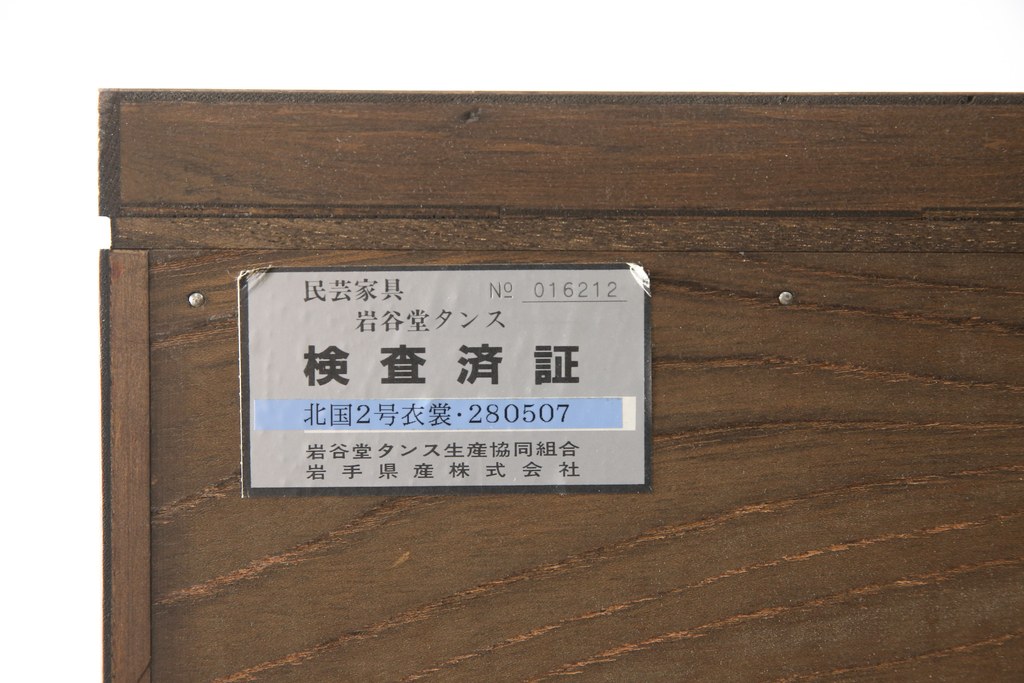 民芸家具 № 016212
岩谷堂タンス
検査済証
北国2号衣裳・280507
岩谷堂タンス生産協同組合
岩手県産株式会社